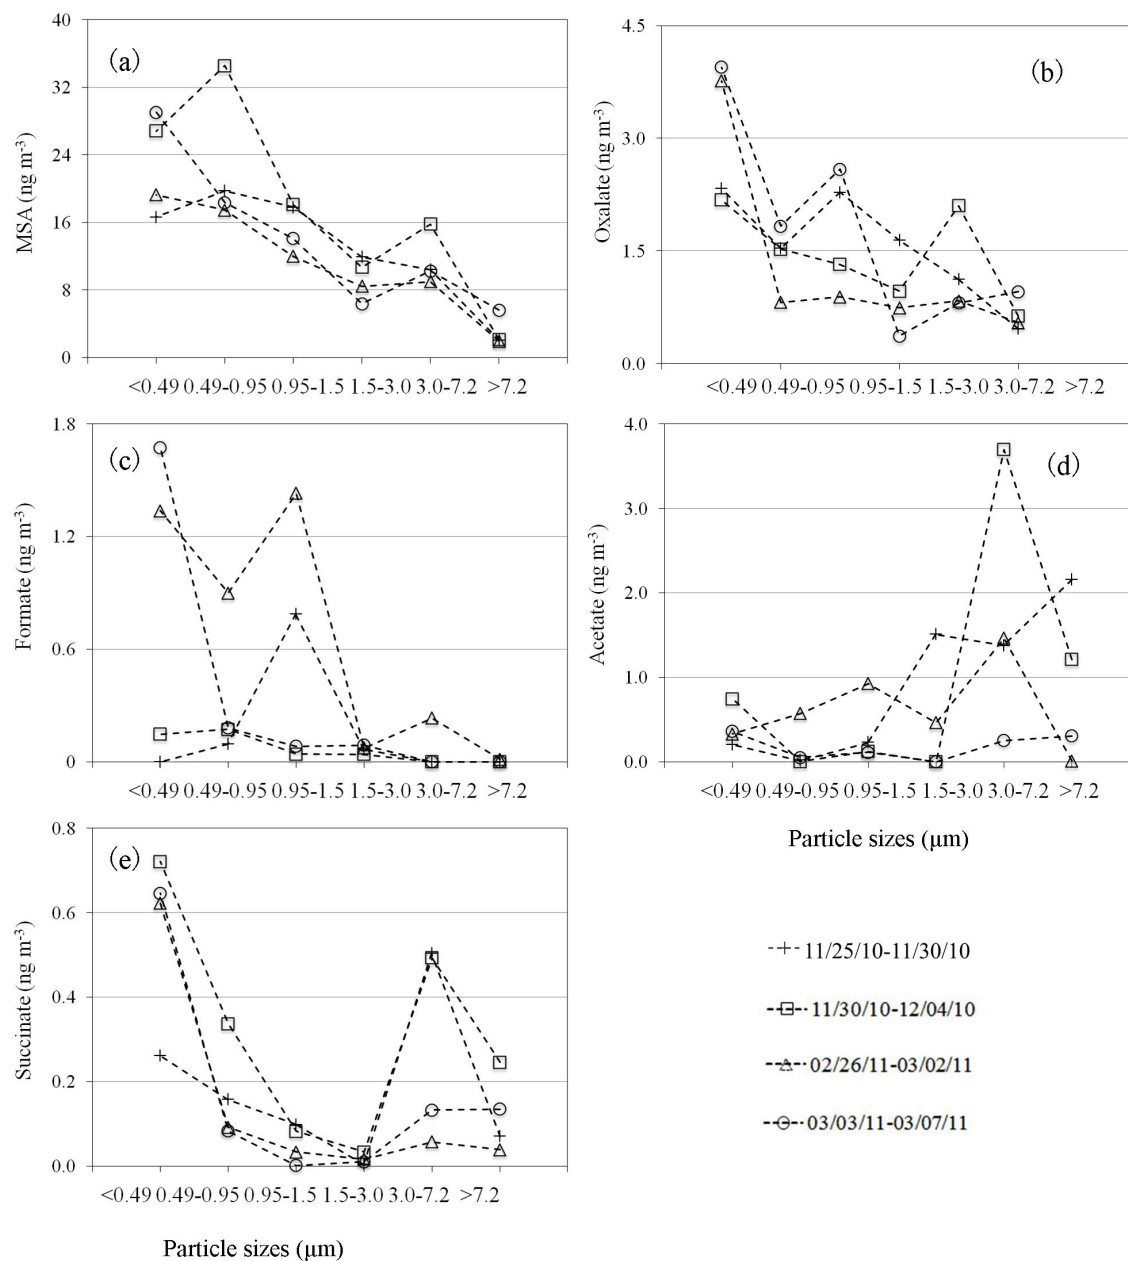 (a)
MSA (ng m-3)
40
32
24
16
8
0
<0.49 0.49-0.95 0.95-1.5 1.5-3.0 3.0-7.2 >7.2
(b)
Oxalate (ng m-3)
4.5
3.0
1.5
0.0
<0.49 0.49-0.95 0.95-1.5 1.5-3.0 3.0-7.2 >7.2
(c)
Formate (ng m-3)
1.8
1.2
0.6
0
<0.49 0.49-0.95 0.95-1.5 1.5-3.0 3.0-7.2 >7.2
(d)
Acetate (ng m-3)
4.0
3.0
2.0
1.0
0.0
<0.49 0.49-0.95 0.95-1.5 1.5-3.0 3.0-7.2 >7.2
Particle sizes (μm)
(e)
Succinate (ng m-3)
0.8
0.6
0.4
0.2
0.0
<0.49 0.49-0.95 0.95-1.5 1.5-3.0 3.0-7.2 >7.2
Particle sizes (μm)
11/25/10-11/30/10
11/30/10-12/04/10
02/26/11-03/02/11
03/03/11-03/07/11